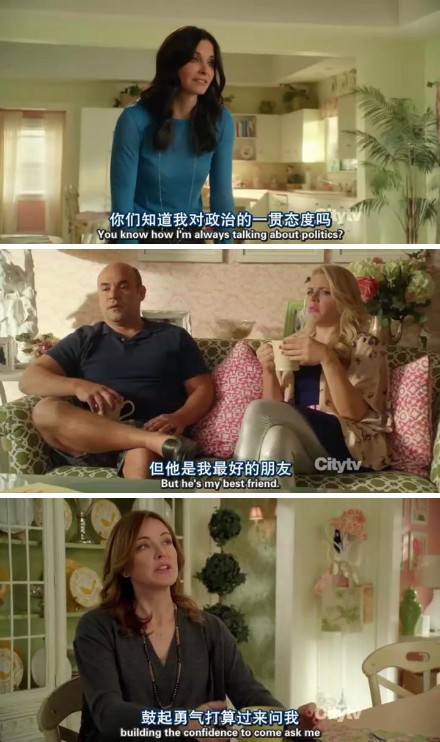 你们知道我对政治的一贯态度吗
Citytv
You know how I'm always talking about politics?
但他是我最好的朋友
Citytv
But he's my best friend.
鼓起勇气打算过来问我
Citytv
building the confidence to come ask me